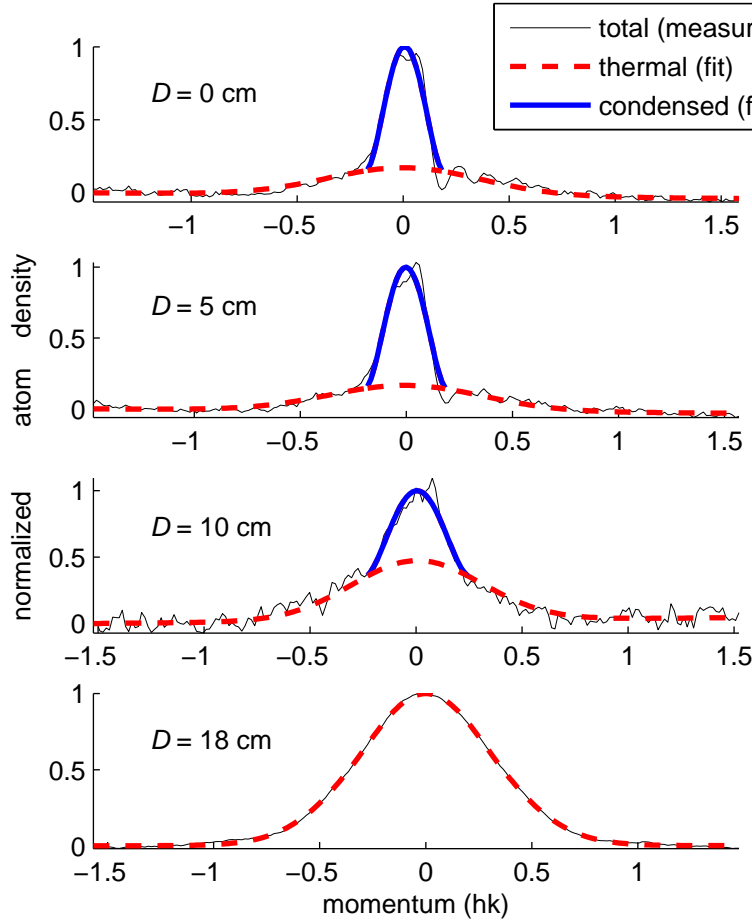 total (measur
thermal (fit)
condensed (f
1
0.5
0
D = 0 cm
−1 −0.5 0 0.5 1 1.5
1
0.5
0
D = 5 cm
−1 −0.5 0 0.5 1 1.5
1
0.5
0
D = 10 cm
−1.5 −1 −0.5 0 0.5 1 1.5
1
0.5
0
D = 18 cm
−1.5 −1 −0.5 0 0.5 1
normalized atom density
momentum (hk)